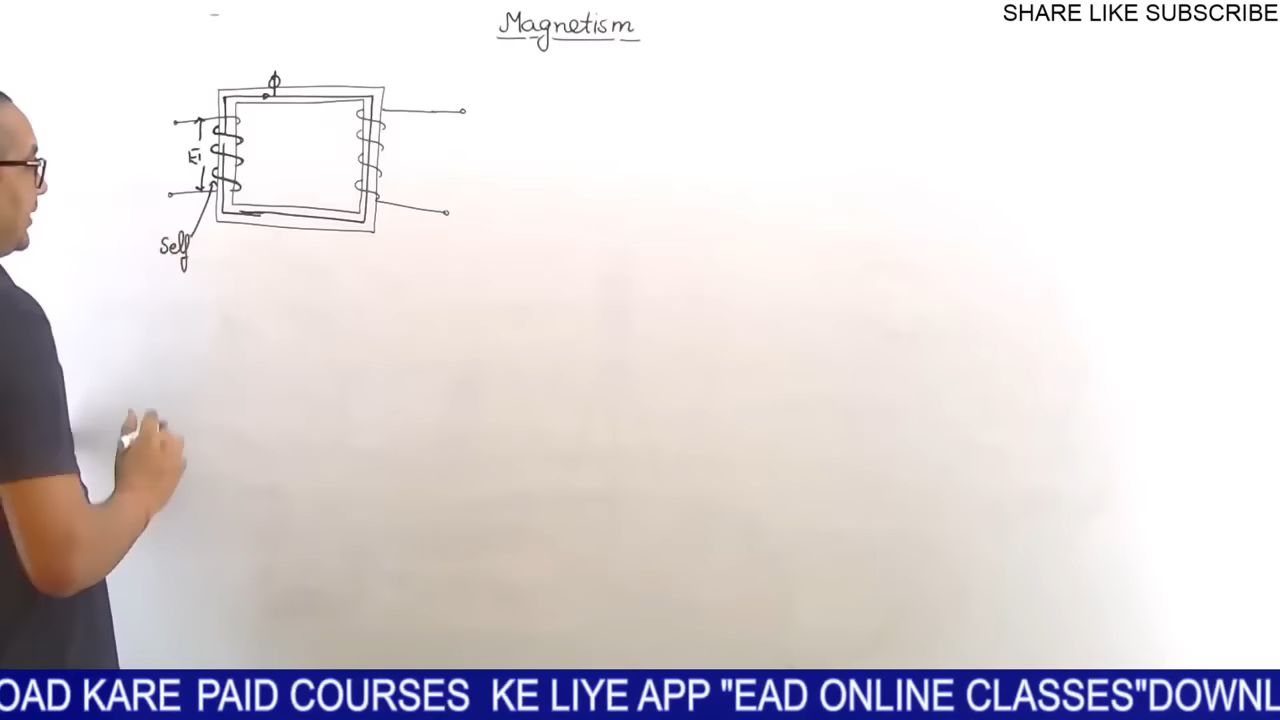 SHARE LIKE SUBSCRIBE
Magnetism
ϕ
E1
Self
OAD KARE PAID COURSES KE LIYE APP "EAD ONLINE CLASSES"DOWNL